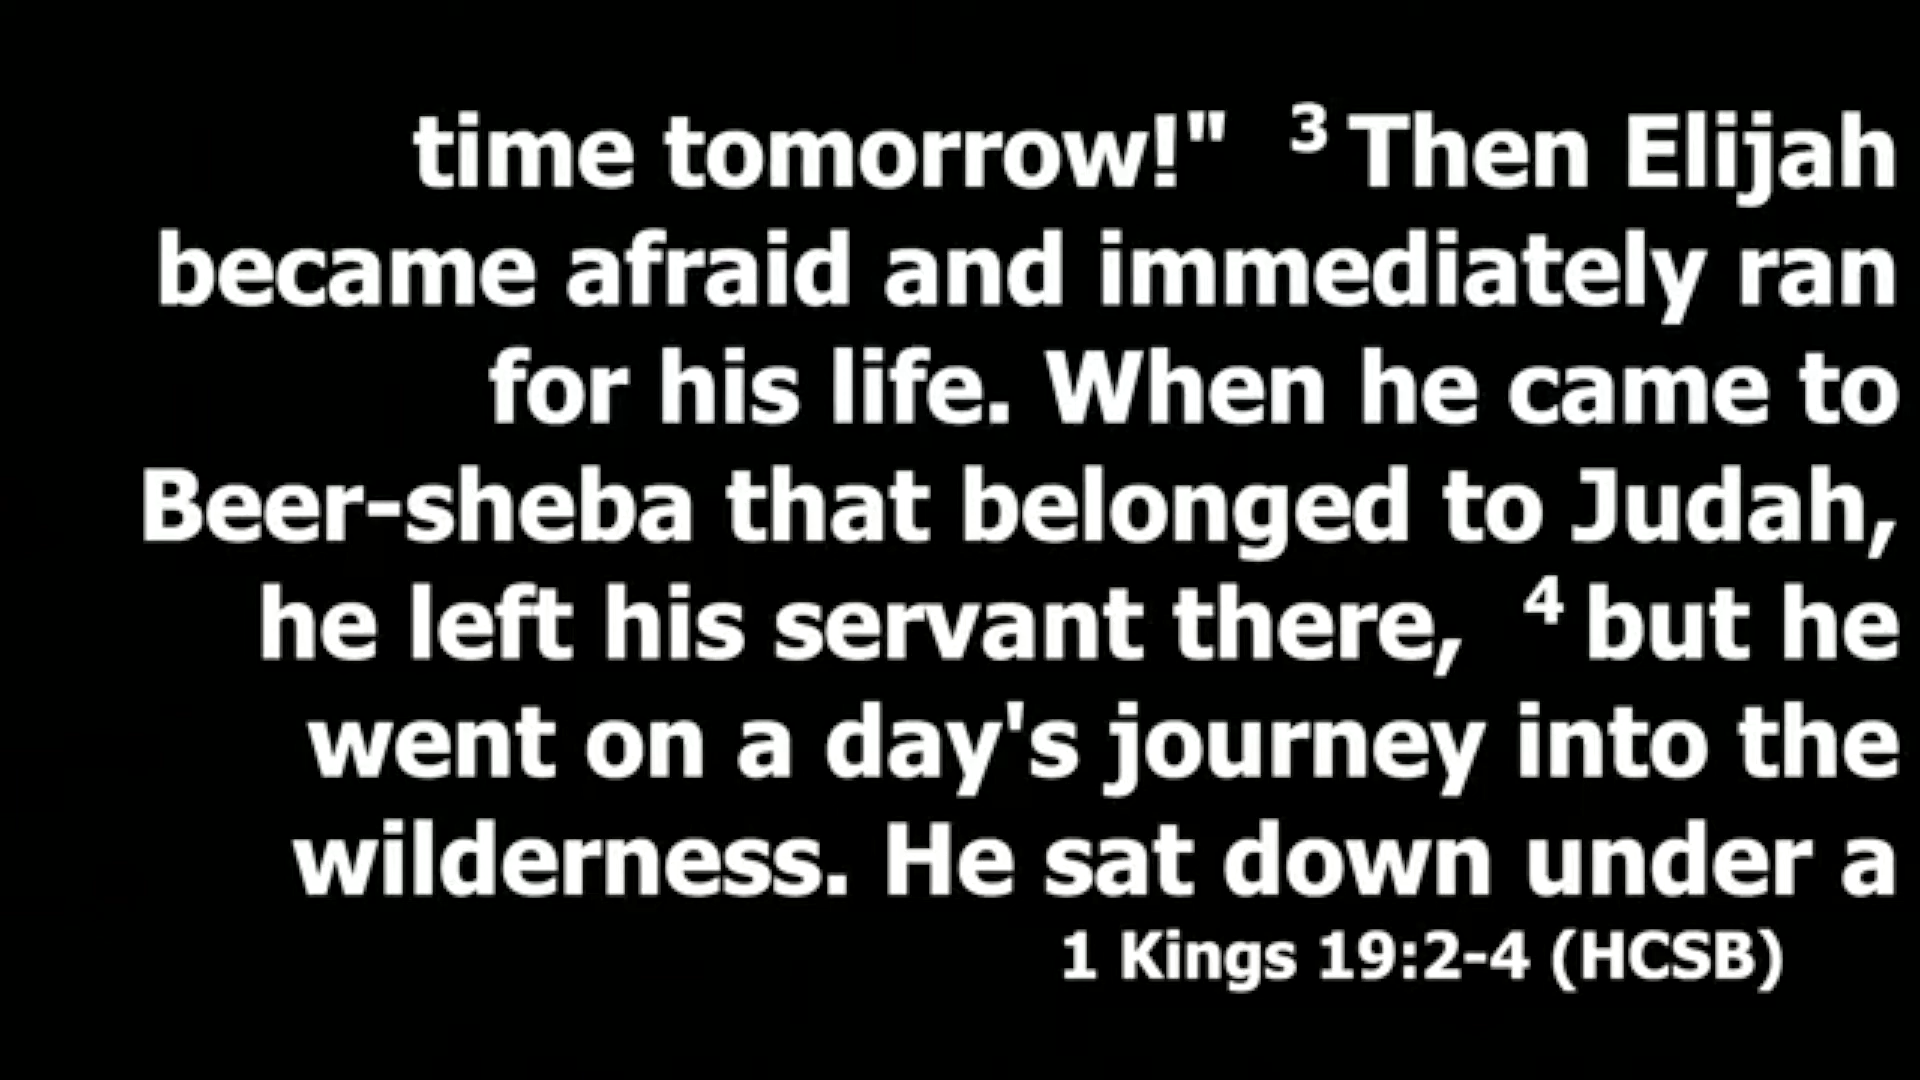 time tomorrow!" 3 Then Elijah
became afraid and immediately ran
for his life. When he came to
Beer-sheba that belonged to Judah,
he left his servant there, 4 but he
went on a day's journey into the
wilderness. He sat down under a
1 Kings 19:2-4 (HCSB)